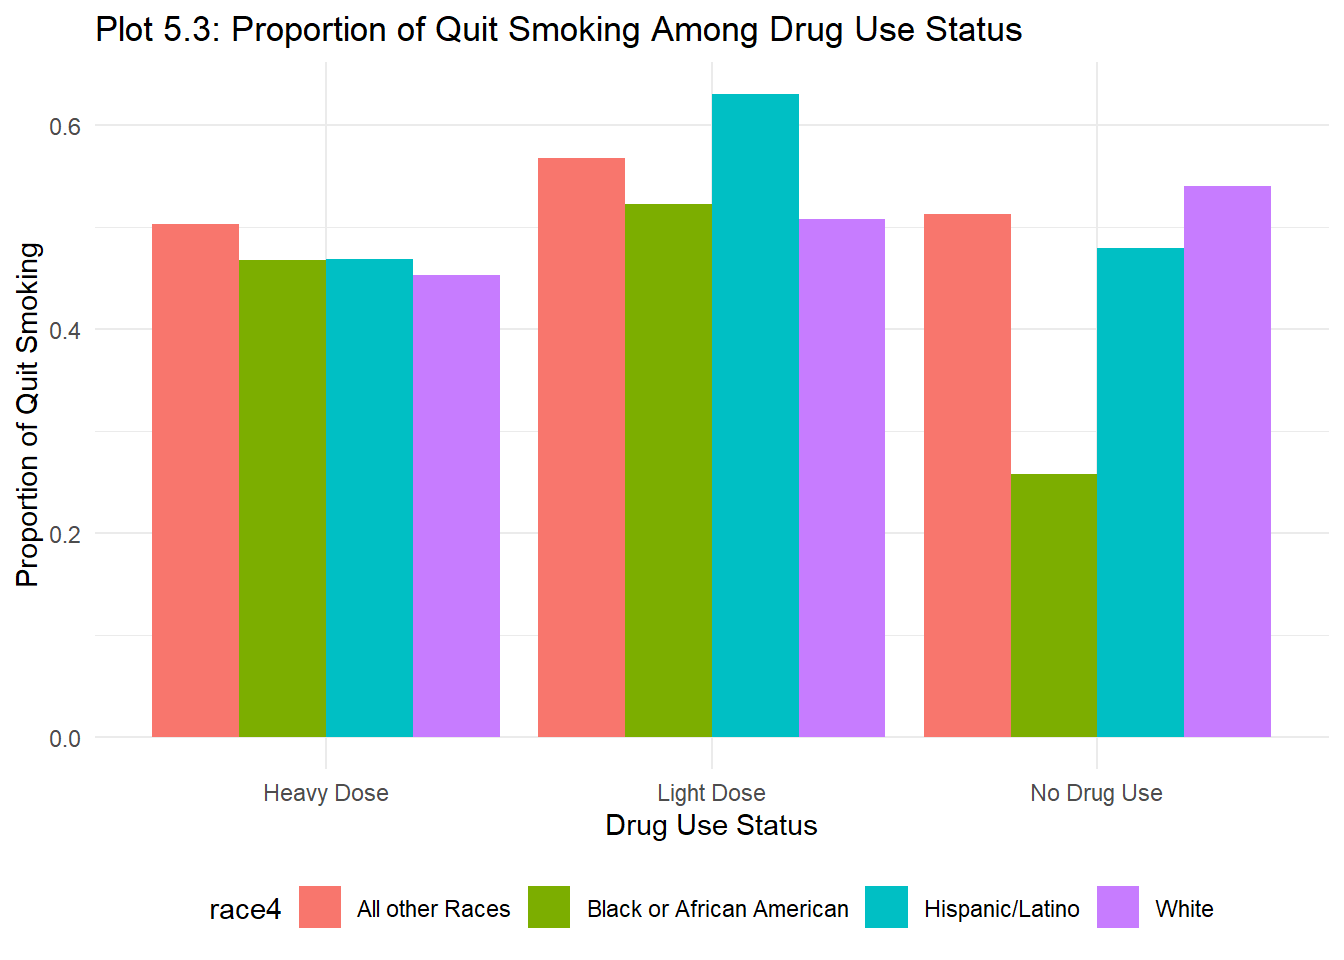 Plot 5.3: Proportion of Quit Smoking Among Drug Use Status
Proportion of Quit Smoking
0.6
0.4
0.2
0.0
Heavy Dose
Light Dose
No Drug Use
Drug Use Status
race4
All other Races
Black or African American
Hispanic/Latino
White